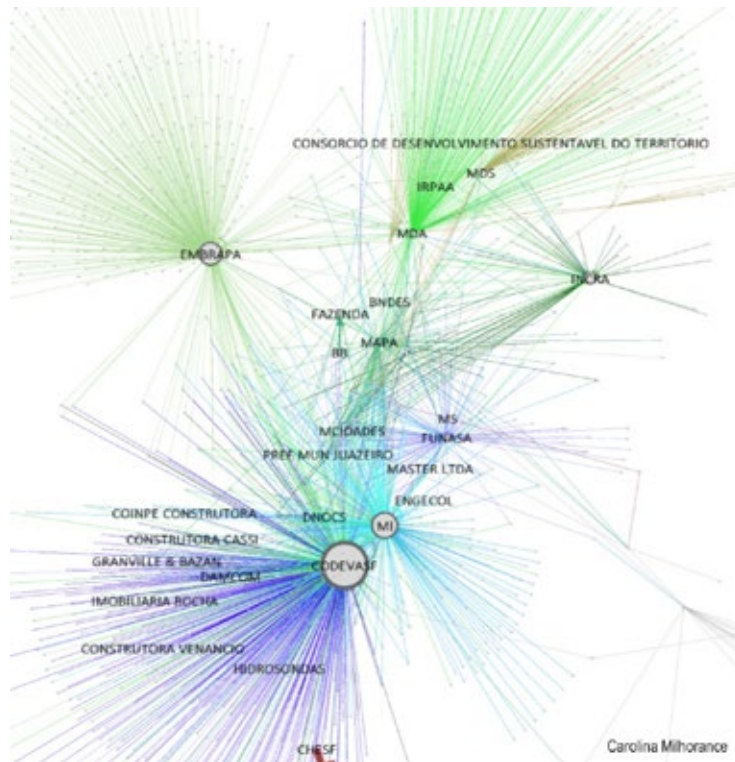 CONSORCIO DE DESENVOLVIMENTO SUSTENTAVEL DO TERRITORIO
MDS
IRPAA
MDA
EMBRAPA
INCRA
BNDES
FAZENDA
MAPA
BB
MS
MCIDADES
FUNASA
PREF MUN JUAZEIRO
MASTER LTDA
ENGECOL
COINPE CONSTRUTORA
DNOCS
MI
CONSTRUTORA CASSI
GRANVILLE & BAZAN
CODEVASF
DAMCOM
IMOBILIARIA ROCHA
CONSTRUTORA VENANCIO
HIDROSONDAS
CHESF
Carolina Milhorance